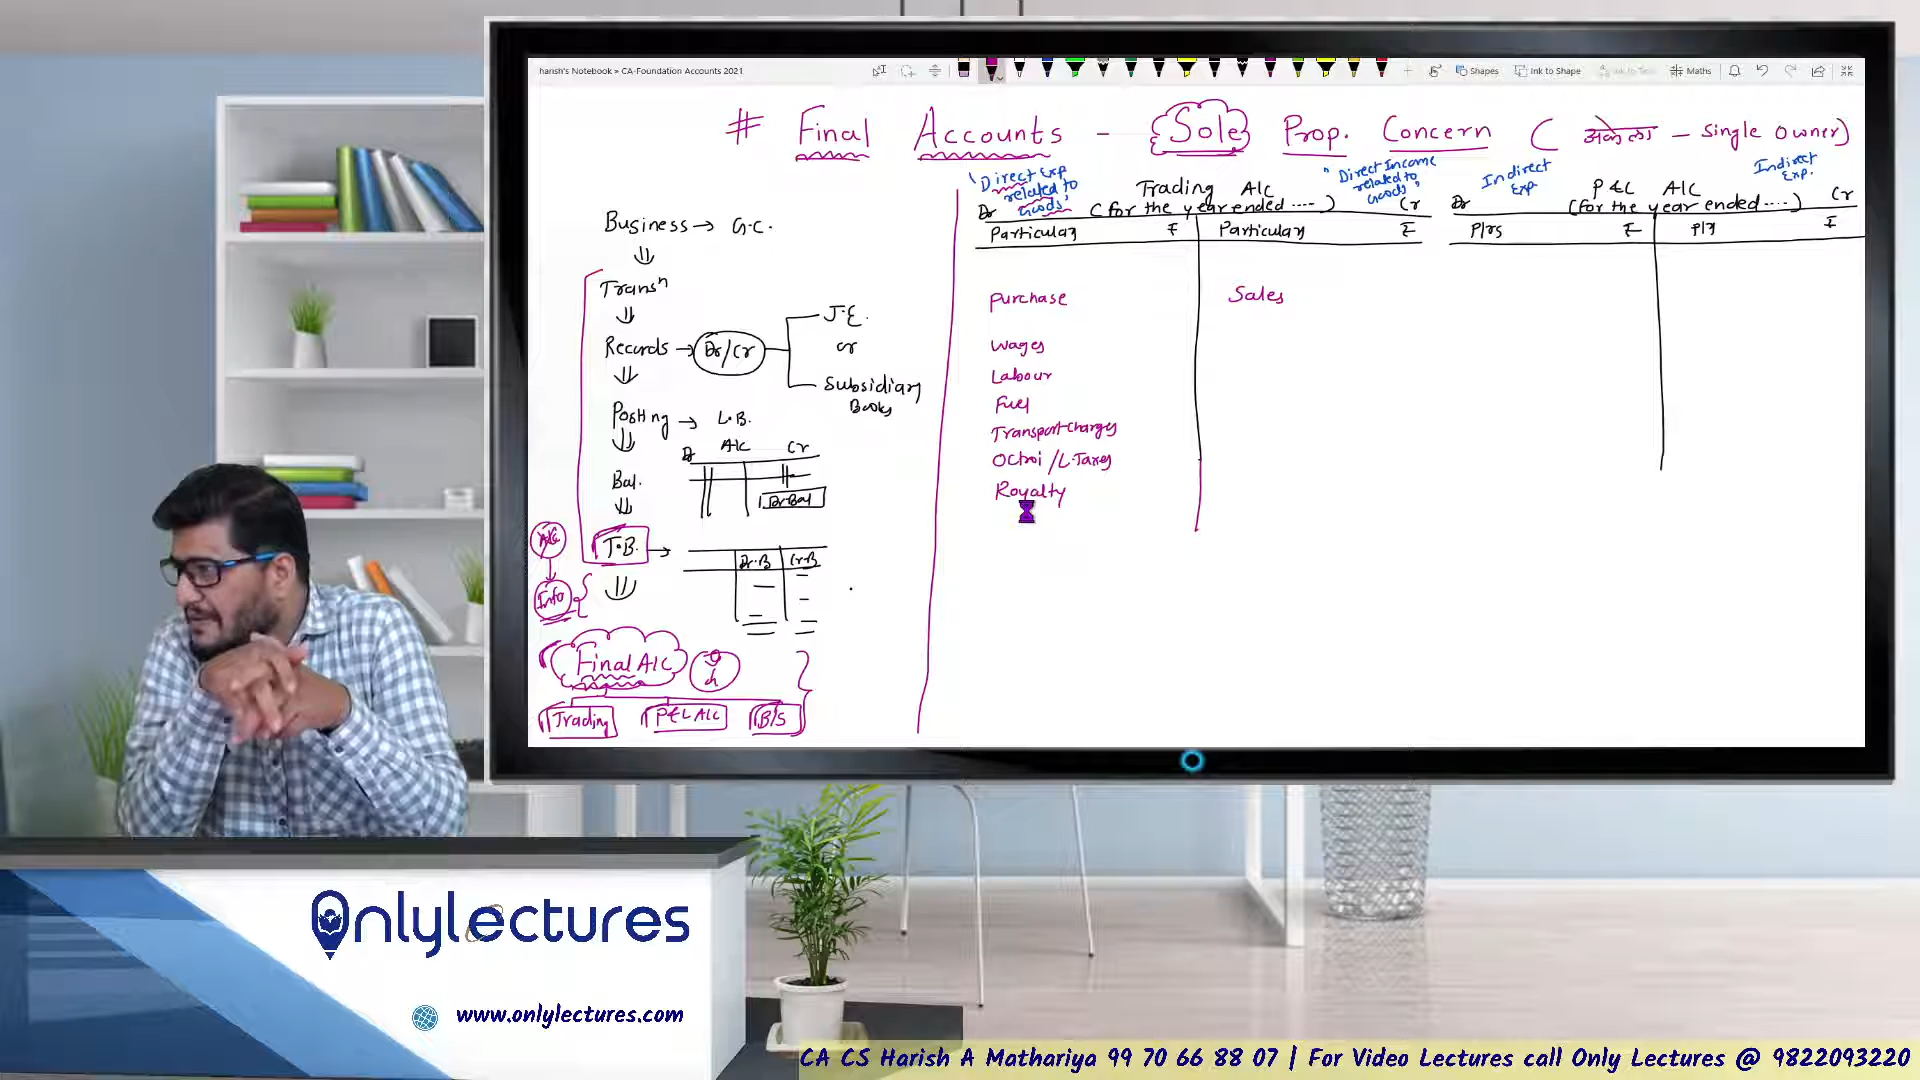 harish's Notebook > CA-Foundation Accounts 2021
Shapes
Ink to Shape
Maths
# Final Accounts - Sole Prop. Concern ( अकेला - Single Owner)
Business → G.C.
Transⁿ
Records → Dr/Cr
J.E.
or
Subsidiary
Books
Posting → L.B.
Dr A/C Cr
Bal.
Dr Bal
T.B. →
Dr.B Cr.B
Info
Final A/C
Trading P&L A/C B/S
"Direct Exp
related to
Goods"
Trading A/C
"Direct Income
related to
Goods"
Dr (for the year ended ....) Cr
Particular ₹ Particular ₹
Purchase Sales
Wages
Labour
Fuel
Transport Charges
Octroi / L.Taxes
Royalty
Indirect
Exp
P&L A/C
Indirect
Exp.
Dr (for the year ended ....) Cr
P/rs ₹ P/r ₹
Onlylectures
www.onlylectures.com
CA CS Harish A Mathariya 99 70 66 88 07 | For Video Lectures call Only Lectures @ 9822093220